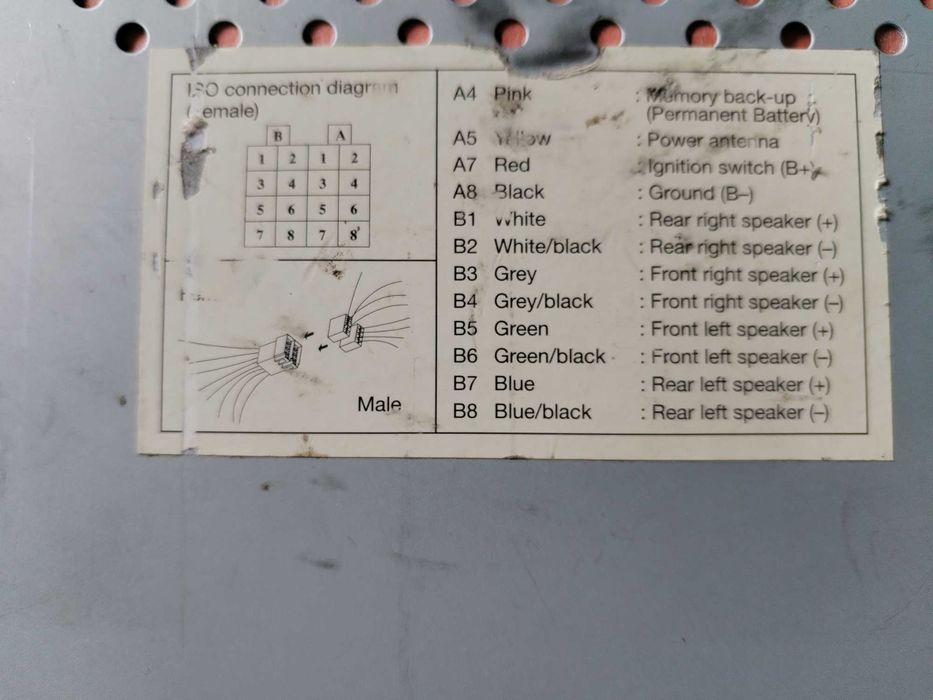 ISO connection diagram
(Female)
B A
1 2 1 2
3 4 3 4
5 6 5 6
7 8 7 8
Male
A4 Pink : Memory back-up
(Permanent Battery)
A5 Yellow : Power antenna
A7 Red : Ignition switch (B+)
A8 Black : Ground (B–)
B1 White : Rear right speaker (+)
B2 White/black : Rear right speaker (–)
B3 Grey : Front right speaker (+)
B4 Grey/black : Front right speaker (–)
B5 Green : Front left speaker (+)
B6 Green/black : Front left speaker (–)
B7 Blue : Rear left speaker (+)
B8 Blue/black : Rear left speaker (–)